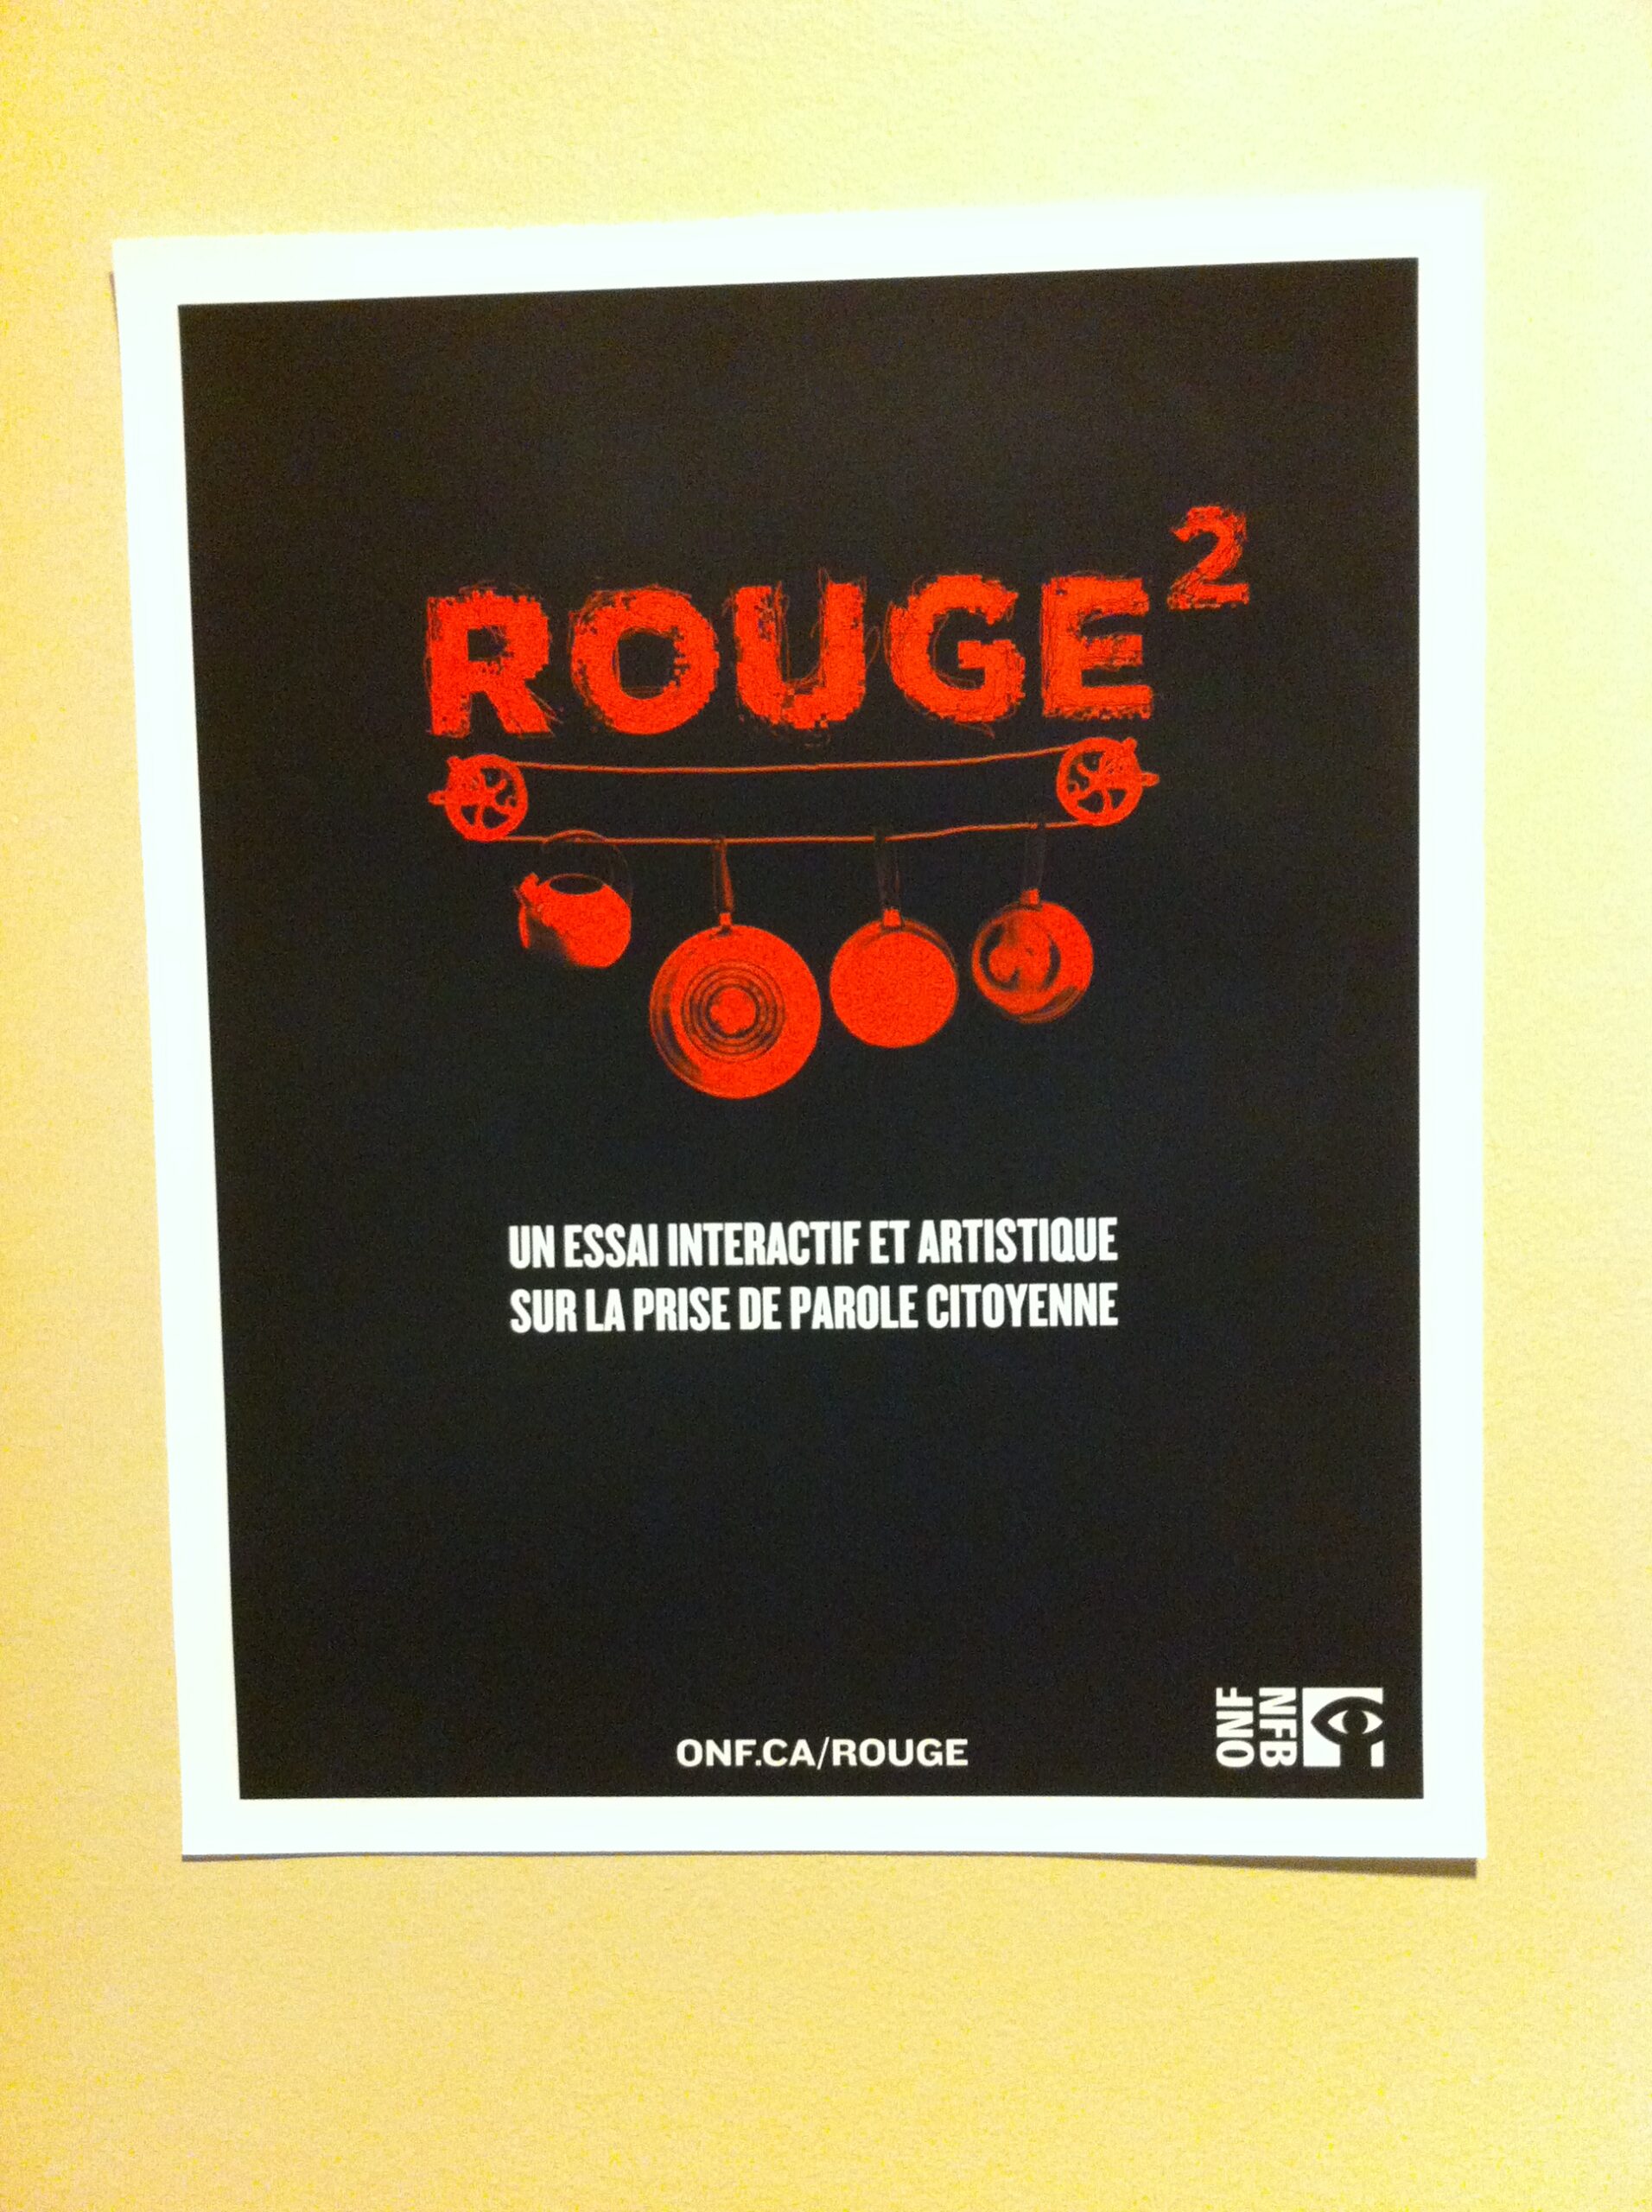 ROUGE²
UN ESSAI INTERACTIF ET ARTISTIQUE
SUR LA PRISE DE PAROLE CITOYENNE
ONF.CA/ROUGE
ONF
NFB